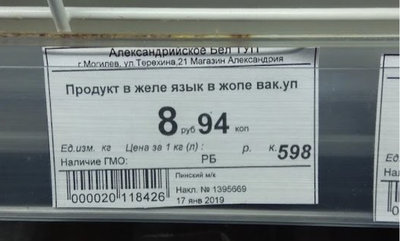 Александрийское Бел ТУП
г.Могилев, ул.Терехина,21 Магазин Александрия
Продукт в желе язык в жопе вак.уп
8 руб 94 коп
Ед.изм. кг Цена за 1 кг (л) : р. к. 598
Наличие ГМО: РБ
Пинский м/к
Накл. № 1395669
000020 118426 17 янв 2019